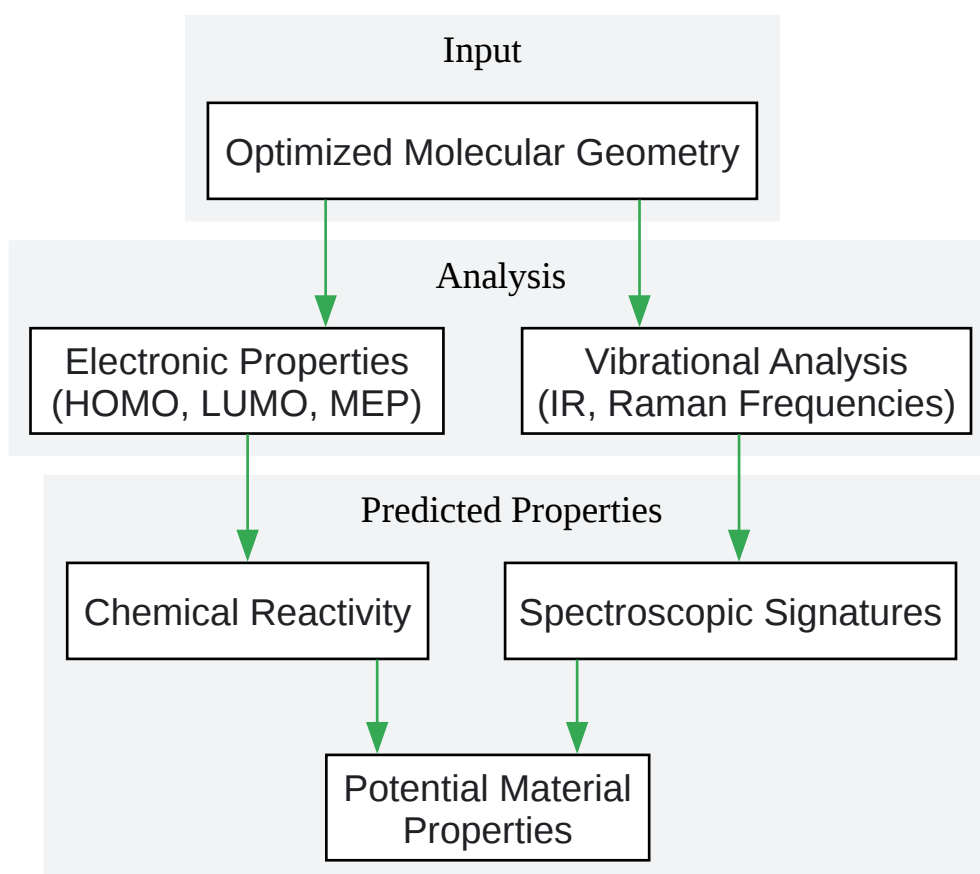 Input
Optimized Molecular Geometry
Analysis
Electronic Properties
(HOMO, LUMO, MEP)
Vibrational Analysis
(IR, Raman Frequencies)
Predicted Properties
Chemical Reactivity
Spectroscopic Signatures
Potential Material
Properties